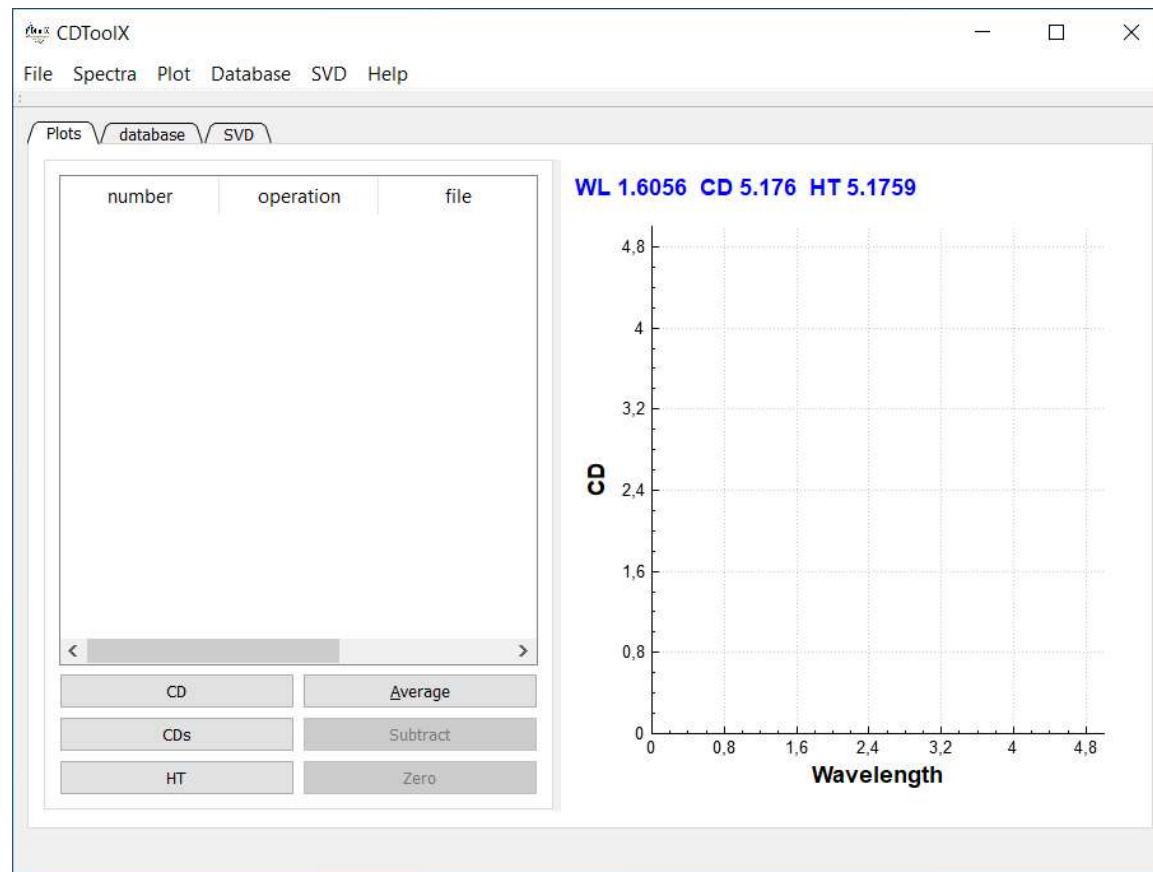 CDToolX
File Spectra Plot Database SVD Help
Plots database SVD
number operation file
CD Average
CDs Subtract
HT Zero
WL 1.6056 CD 5.176 HT 5.1759
4,8
4
3,2
2,4
1,6
0,8
0
CD
0 0,8 1,6 2,4 3,2 4 4,8
Wavelength